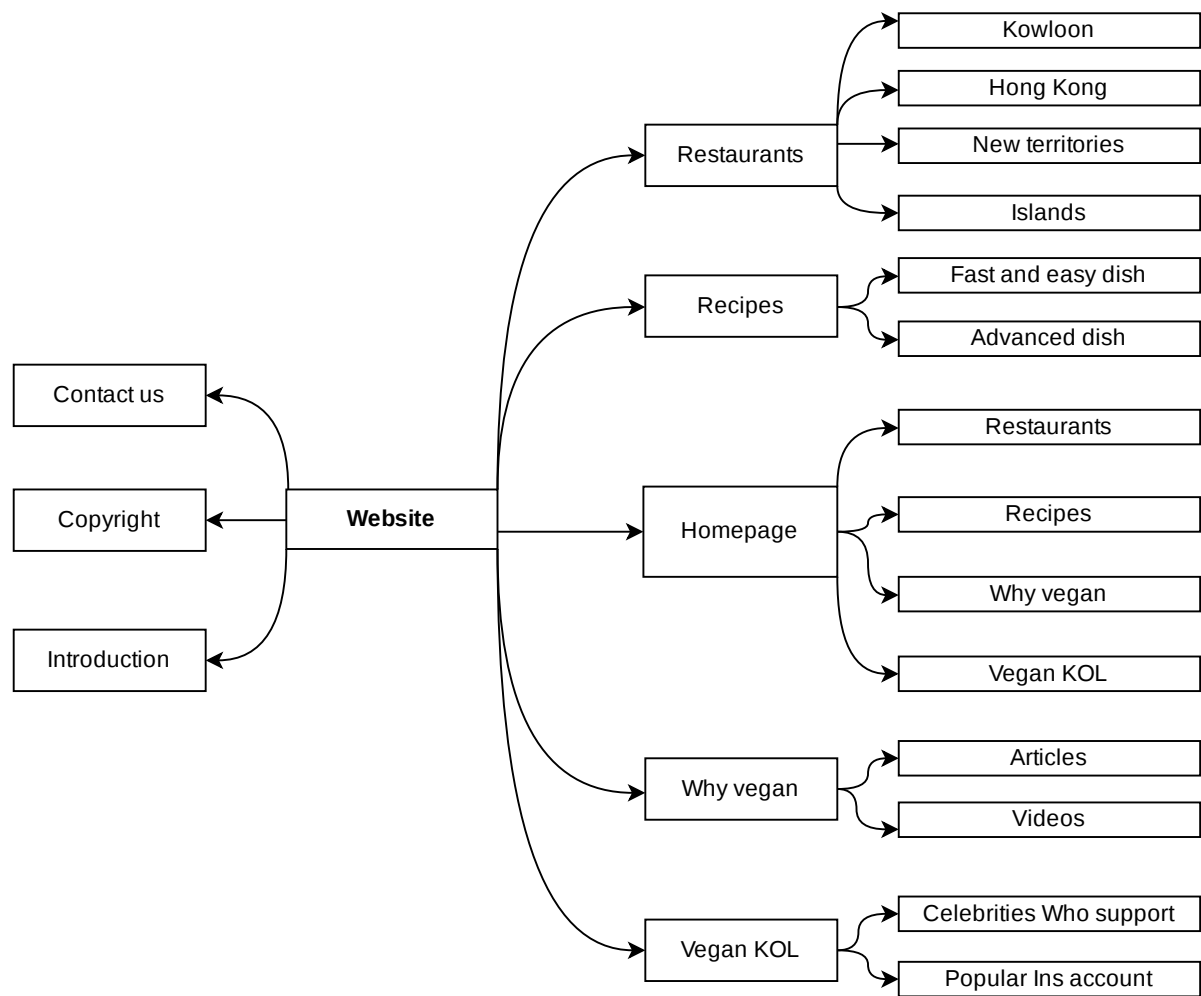 Kowloon
Hong Kong
Restaurants
New territories
Islands
Fast and easy dish
Recipes
Advanced dish
Contact us
Restaurants
Copyright
Website
Homepage
Recipes
Why vegan
Introduction
Vegan KOL
Articles
Why vegan
Videos
Celebrities Who support
Vegan KOL
Popular Ins account